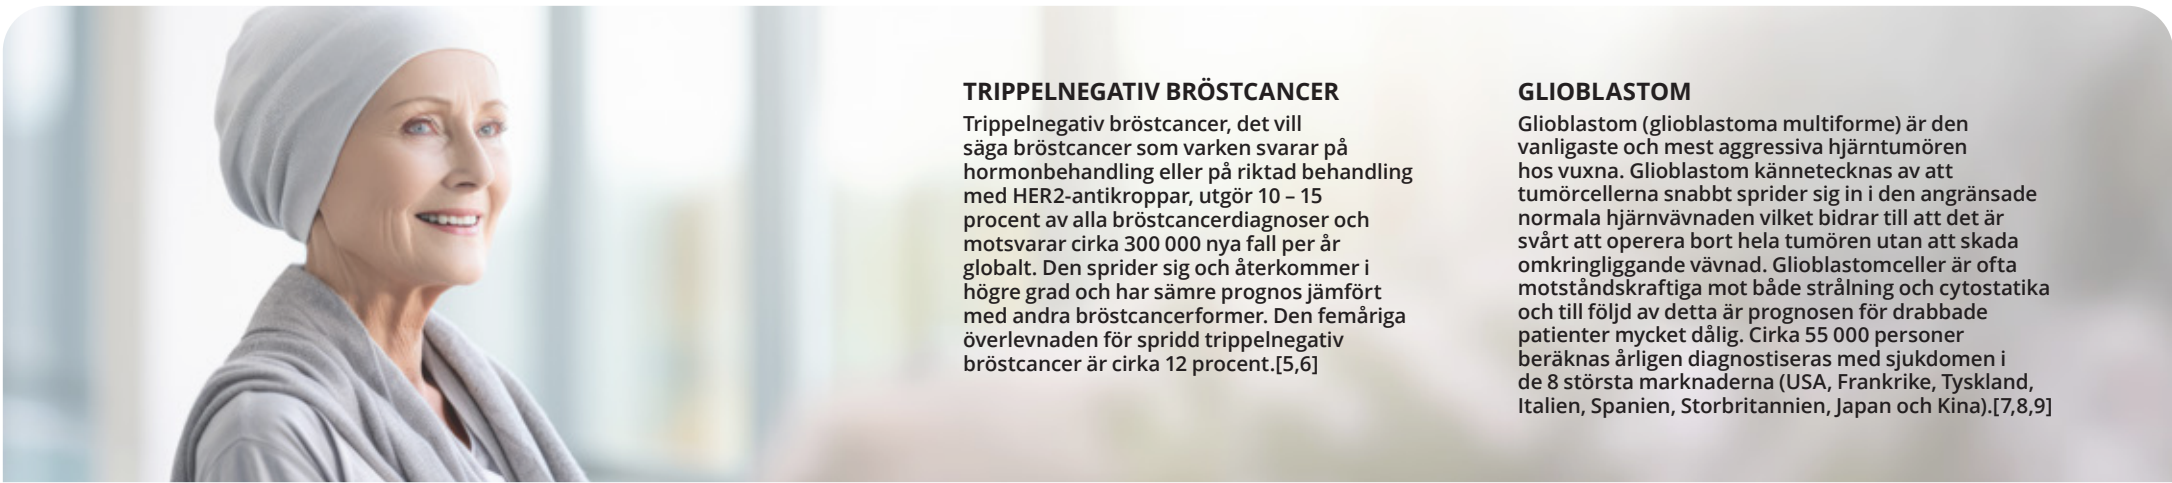 TRIPPELNEGATIV BRÖSTCANCER
Trippelnegativ bröstcancer, det vill
säga bröstcancer som varken svarar på
hormonbehandling eller på riktad behandling
med HER2-antikroppar, utgör 10 – 15
procent av alla bröstcancerdiagnoser och
motsvarar cirka 300 000 nya fall per år
globalt. Den sprider sig och återkommer i
högre grad och har sämre prognos jämfört
med andra bröstcancerformer. Den femåriga
överlevnaden för spridd trippelnegativ
bröstcancer är cirka 12 procent.[5,6]
GLIOBLASTOM
Glioblastom (glioblastoma multiforme) är den
vanligaste och mest aggressiva hjärntumören
hos vuxna. Glioblastom kännetecknas av att
tumörcellerna snabbt sprider sig in i den angränsade
normala hjärnvävnaden vilket bidrar till att det är
svårt att operera bort hela tumören utan att skada
omkringliggande vävnad. Glioblastomceller är ofta
motståndskraftiga mot både strålning och cytostatika
och till följd av detta är prognosen för drabbade
patienter mycket dålig. Cirka 55 000 personer
beräknas årligen diagnostiseras med sjukdomen i
de 8 största marknaderna (USA, Frankrike, Tyskland,
Italien, Spanien, Storbritannien, Japan och Kina).[7,8,9]